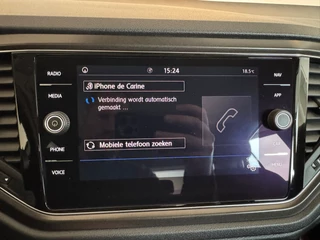 RADIO
15:24
18.5°C
NAV
iPhone de Carine
MEDIA
Verbinding wordt automatisch
gemaakt ...
APP
PHONE
Mobiele telefoon zoeken
VOICE